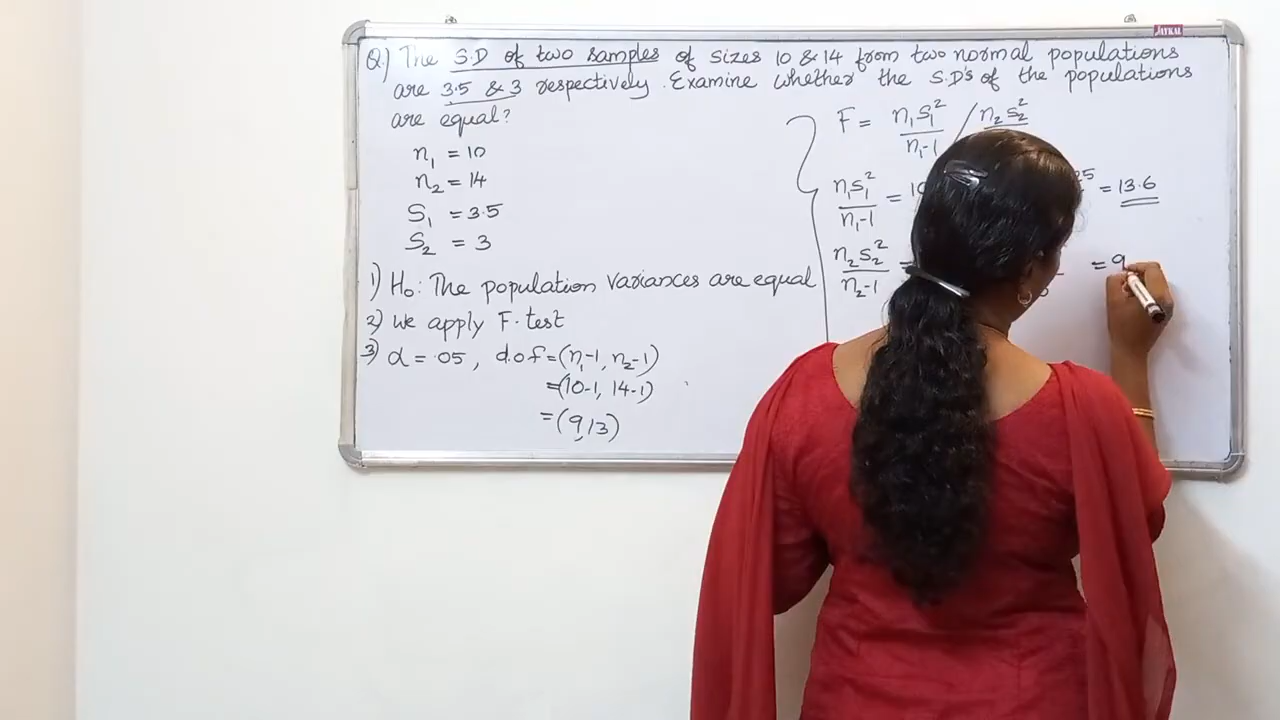 JAYKAL
Q.) The S.D of two samples of sizes 10 & 14 from two normal populations
are 3.5 & 3 respectively. Examine whether the S.D's of the populations
are equal?
n₁ = 10
n₂ = 14
S₁ = 3.5
S₂ = 3
1) H₀: The population variances are equal
2) We apply F-test
3) α = .05, d.o.f = (n₁-1, n₂-1)
= (10-1, 14-1)
= (9,13)
F = n₁S₁² / n₁-1 / n₂S₂²
n₁S₁² / n₁-1 = = 13.6
n₂S₂² / n₂-1 = = 9